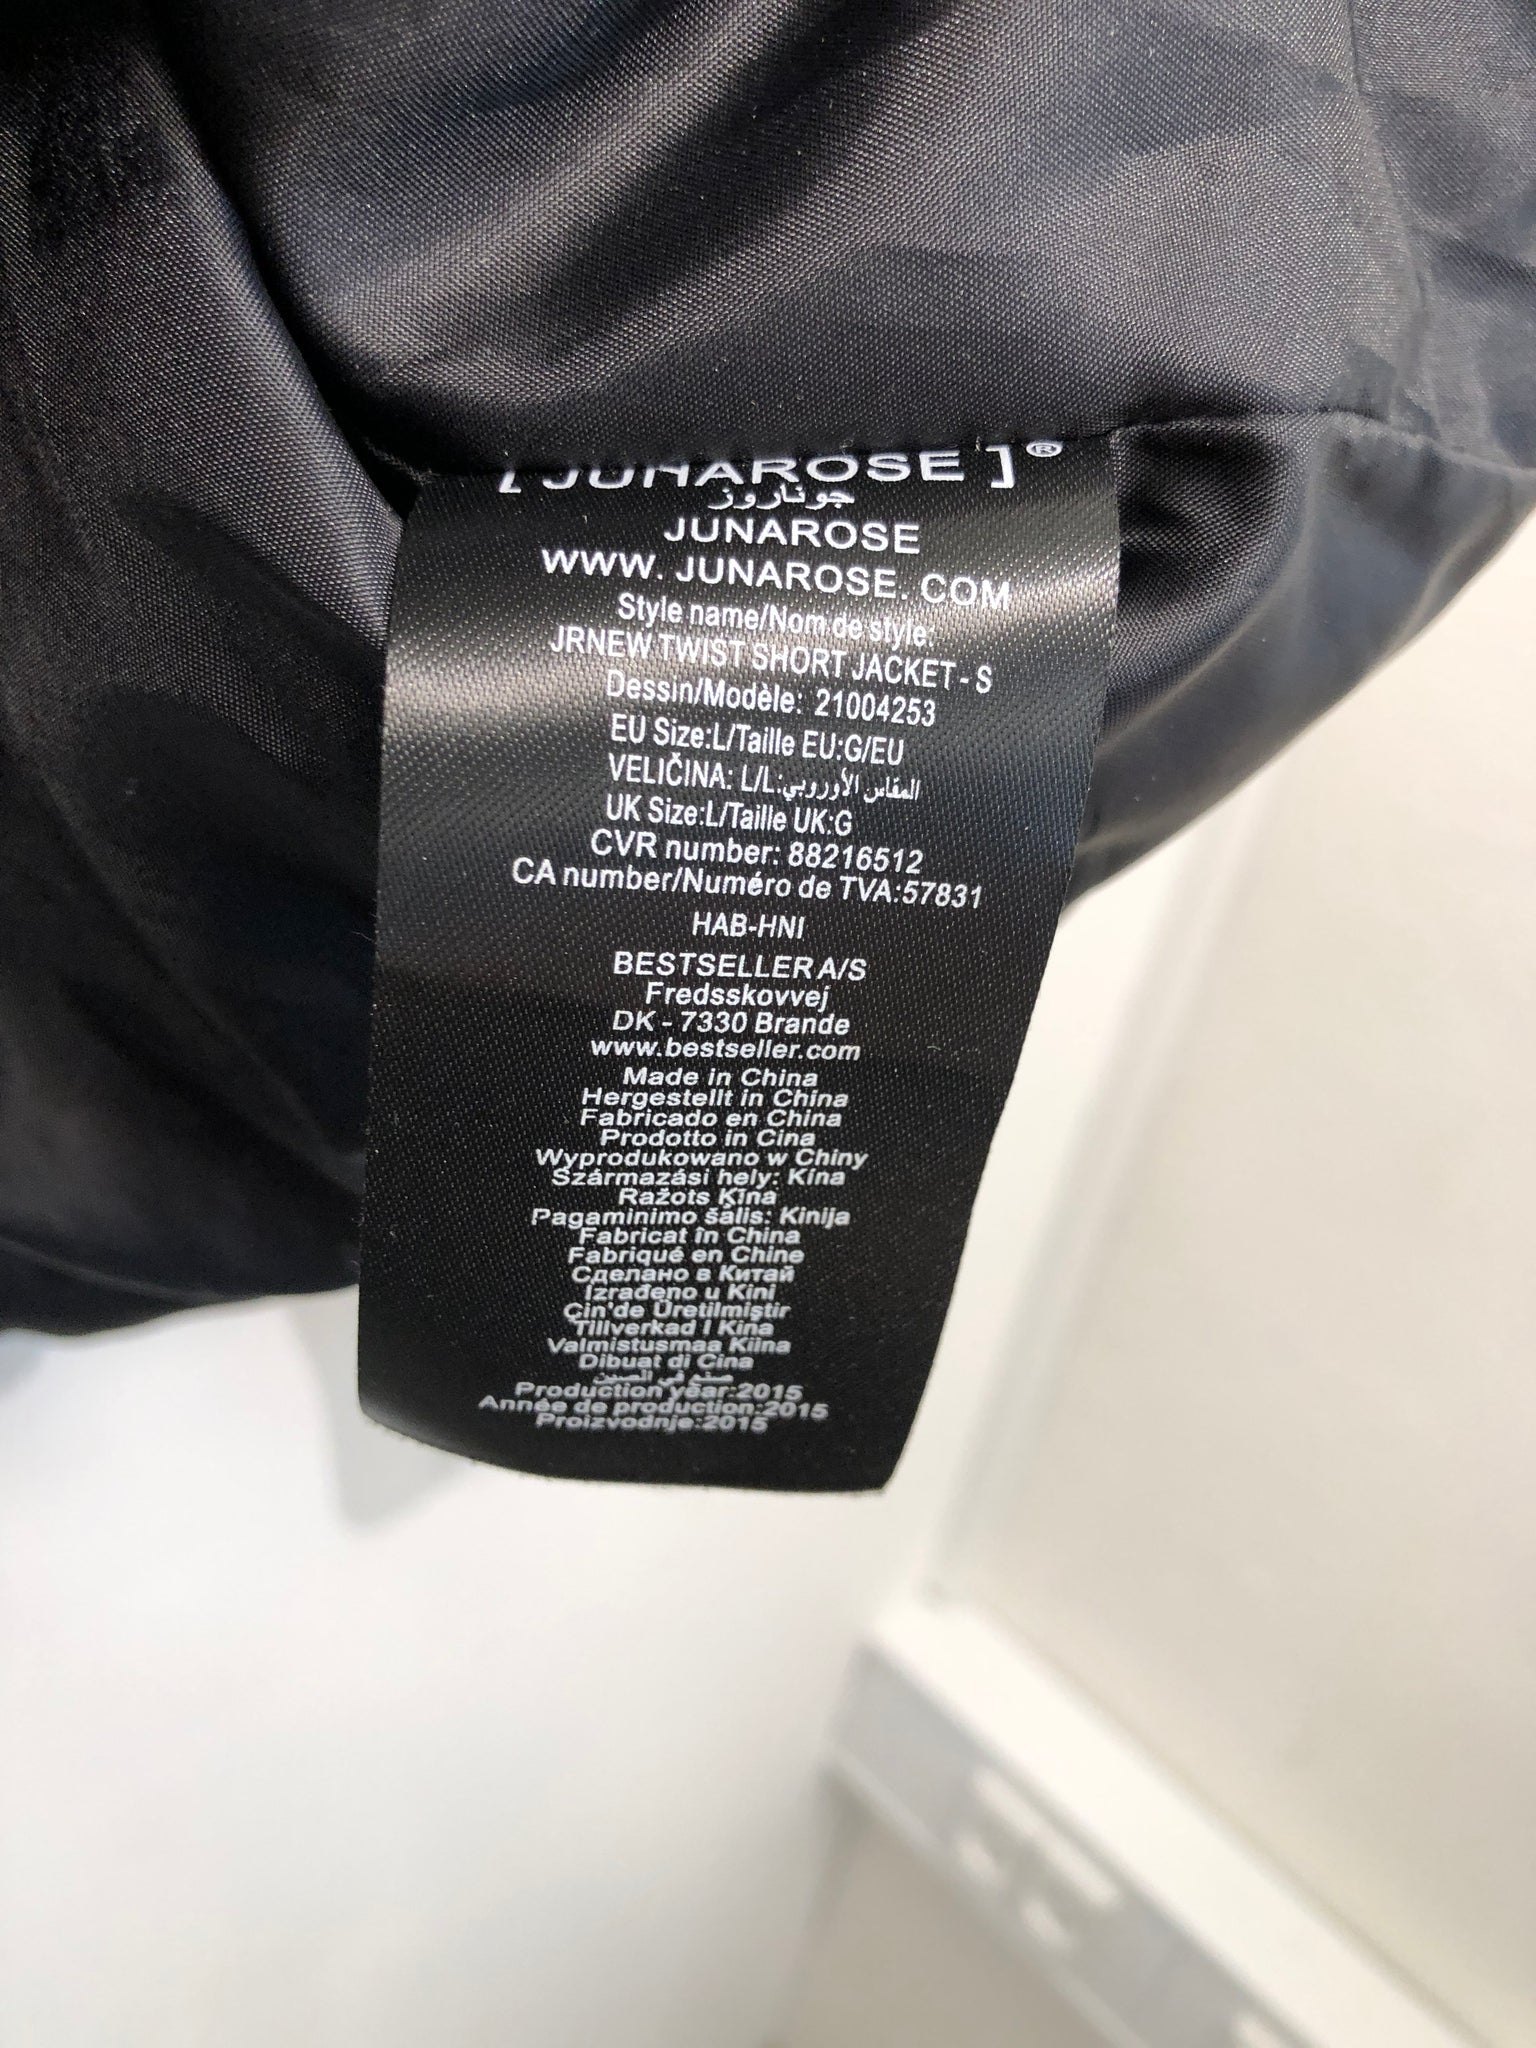 [ JUNAROSE ]®
جوناروز
JUNAROSE
WWW. JUNAROSE. COM
Style name/Nom de style:
JRNEW TWIST SHORT JACKET - S
Dessin/Modèle: 21004253
EU Size:L/Taille EU:G/EU
VELIČINA: L/L:المقاس الأوروبي
UK Size:L/Taille UK:G
CVR number: 88216512
CA number/Numéro de TVA:57831
HAB-HNI
BESTSELLER A/S
Fredsskovvej
DK - 7330 Brande
www.bestseller.com
Made in China
Hergestellt in China
Fabricado en China
Prodotto in Cina
Wyprodukowano w Chiny
Származási hely: Kína
Ražots Ķīna
Pagaminimo šalis: Kinija
Fabricat in China
Fabriqué en Chine
Сделано в Китай
Izrađeno u Kini
Çin'de Üretilmiştir
Tillverkad I Kina
Valmistusmaa Kiina
Dibuat di Cina
صنع في الصين
Production year:2015
Année de production:2015
Proizvodnje:2015